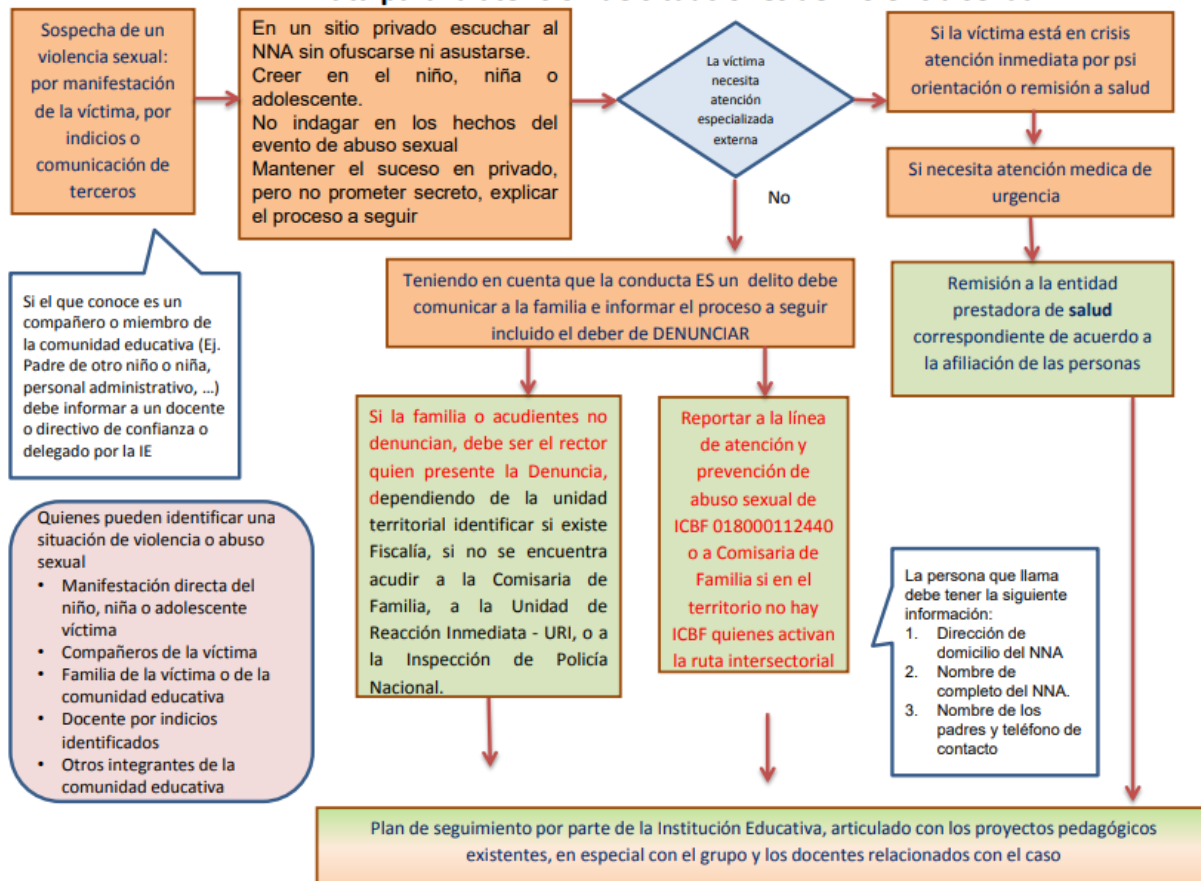 Sospecha de un
violencia sexual:
por manifestación
de la víctima, por
indicios o
comunicación de
terceros
En un sitio privado escuchar al
NNA sin ofuscarse ni asustarse.
Creer en el niño, niña o
adolescente.
No indagar en los hechos del
evento de abuso sexual
Mantener el suceso en privado,
pero no prometer secreto, explicar
el proceso a seguir
La víctima
necesita
atención
especializada
externa
No
Si la víctima está en crisis
atención inmediata por psi
orientación o remisión a salud
Si necesita atención medica de
urgencia
Remisión a la entidad
prestadora de salud
correspondiente de acuerdo a
la afiliación de las personas
Si el que conoce es un
compañero o miembro de
la comunidad educativa (Ej.
Padre de otro niño o niña,
personal administrativo, ...)
debe informar a un docente
o directivo de confianza o
delegado por la IE
Teniendo en cuenta que la conducta ES un delito debe
comunicar a la familia e informar el proceso a seguir
incluido el deber de DENUNCIAR
Si la familia o acudientes no
denuncian, debe ser el rector
quien presente la Denuncia,
dependiendo de la unidad
territorial identificar si existe
Fiscalía, si no se encuentra
acudir a la Comisaria de
Familia, a la Unidad de
Reacción Inmediata - URI, o a
la Inspección de Policía
Nacional.
Reportar a la línea
de atención y
prevención de
abuso sexual de
ICBF 018000112440
o a Comisaria de
Familia si en el
territorio no hay
ICBF quienes activan
la ruta intersectorial
Quienes pueden identificar una
situación de violencia o abuso
sexual
• Manifestación directa del
niño, niña o adolescente
víctima
• Compañeros de la víctima
• Familia de la víctima o de la
comunidad educativa
• Docente por indicios
identificados
• Otros integrantes de la
comunidad educativa
La persona que llama
debe tener la siguiente
información:
1. Dirección de
domicilio del NNA
2. Nombre de
completo del NNA.
3. Nombre de los
padres y teléfono de
contacto
Plan de seguimiento por parte de la Institución Educativa, articulado con los proyectos pedagógicos
existentes, en especial con el grupo y los docentes relacionados con el caso